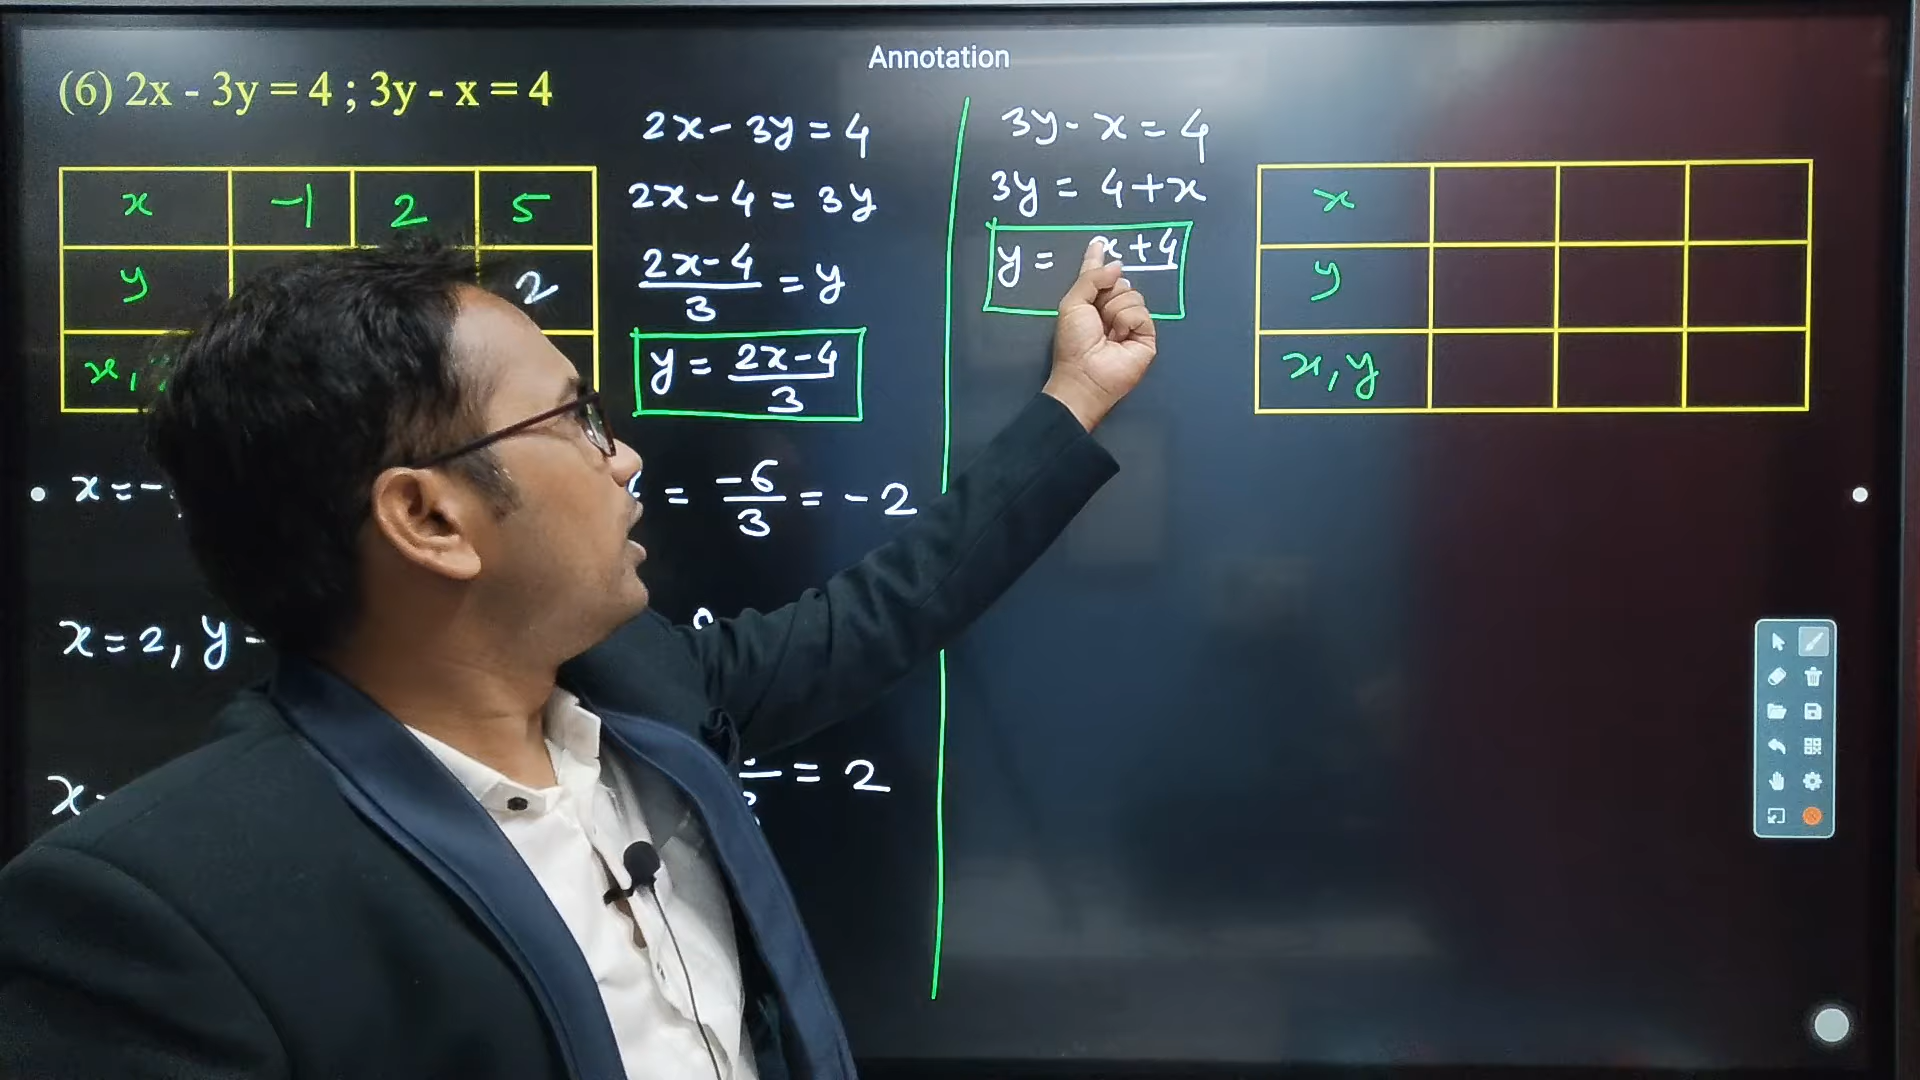 Annotation
(6) 2x - 3y = 4 ; 3y - x = 4
x -1 2 5
y 2
x,
2x - 3y = 4
2x - 4 = 3y
2x-4/3 = y
y = 2x-4/3
= -6/3 = -2
x = 2, y
= 2
3y - x = 4
3y = 4 + x
y = x+4
x
y
x, y